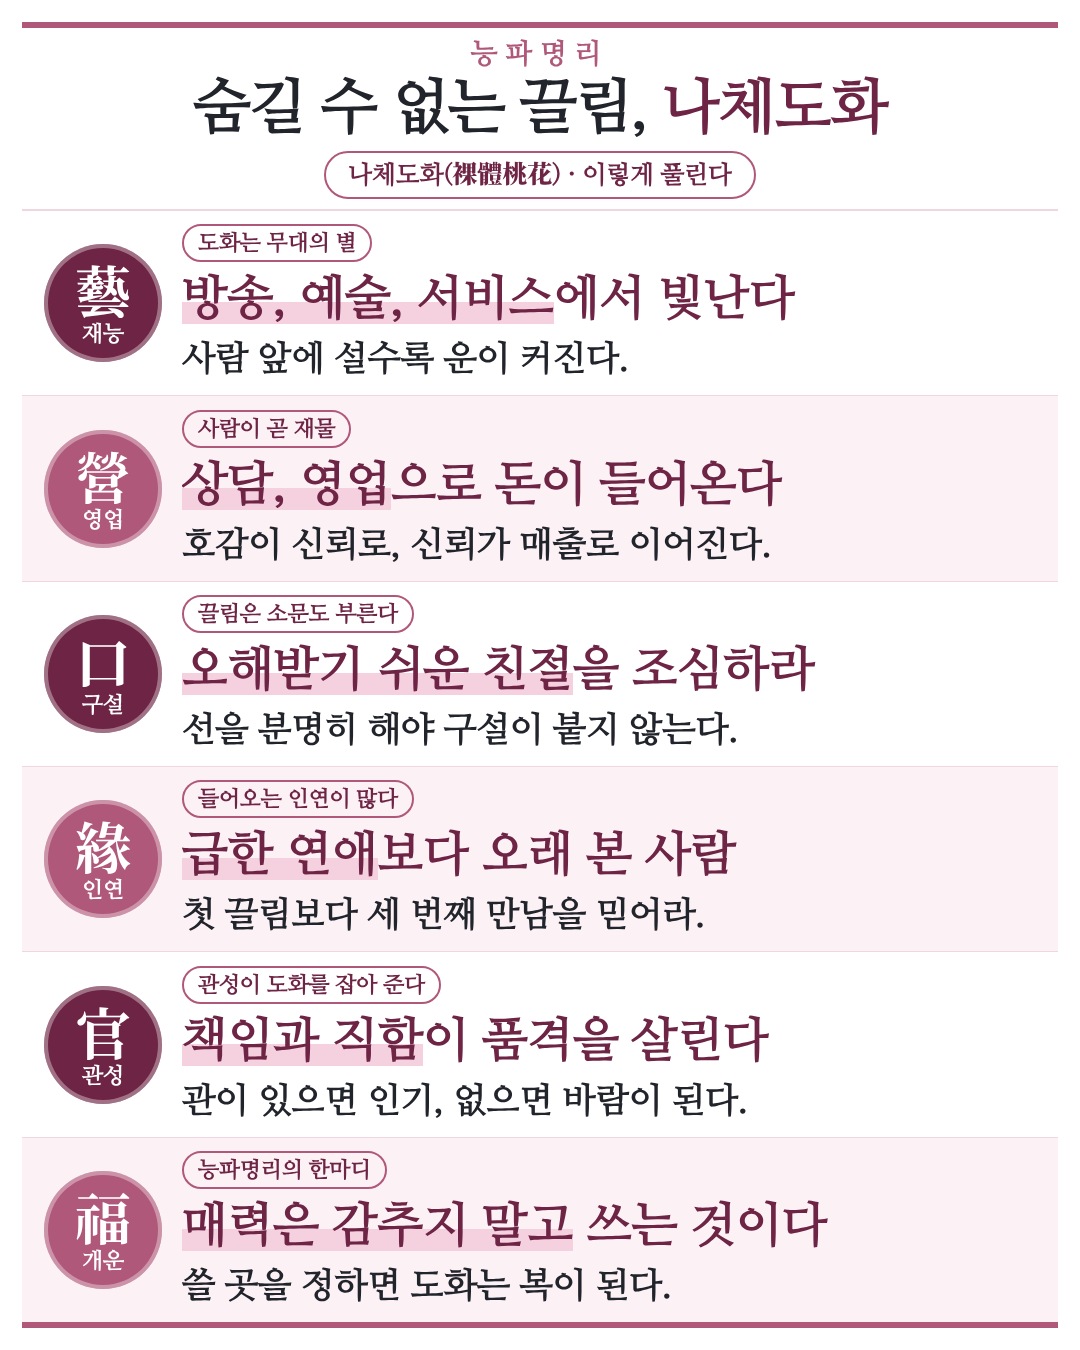 능파명리
숨길 수 없는 끌림, 나체도화
나체도화(裸體桃花) · 이렇게 풀린다
藝
재능
도화는 무대의 별
방송, 예술, 서비스에서 빛난다
사람 앞에 설수록 운이 커진다.
營
영업
사람이 곧 재물
상담, 영업으로 돈이 들어온다
호감이 신뢰로, 신뢰가 매출로 이어진다.
口
구설
끌림은 소문도 부른다
오해받기 쉬운 친절을 조심하라
선을 분명히 해야 구설이 붙지 않는다.
緣
인연
들어오는 인연이 많다
급한 연애보다 오래 본 사람
첫 끌림보다 세 번째 만남을 믿어라.
官
관성
관성이 도화를 잡아 준다
책임과 직함이 품격을 살린다
관이 있으면 인기, 없으면 바람이 된다.
福
개운
능파명리의 한마디
매력은 감추지 말고 쓰는 것이다
쓸 곳을 정하면 도화는 복이 된다.